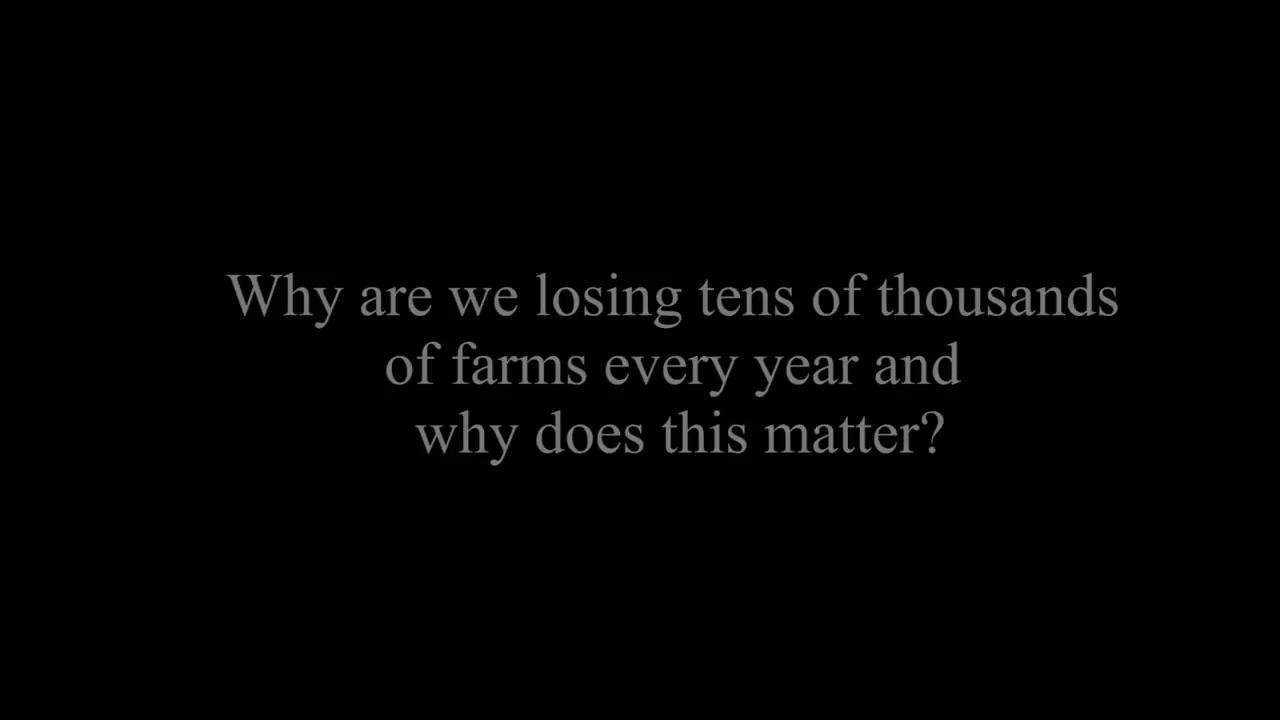 Why are we losing tens of thousands
of farms every year and
why does this matter?